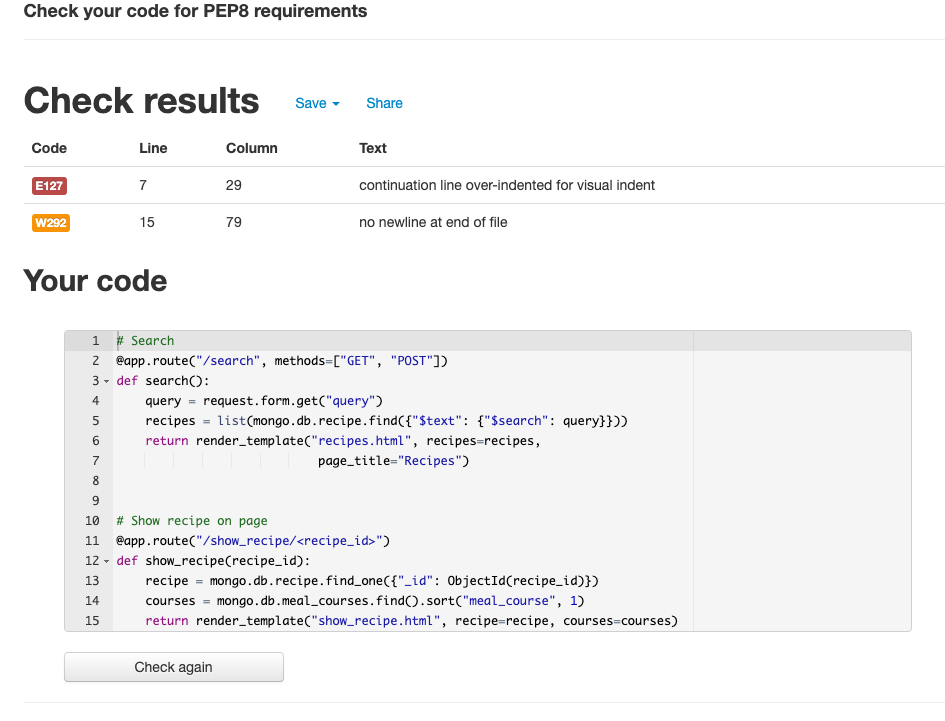 Check your code for PEP8 requirements
Check results Save Share
Code Line Column Text
E127 7 29 continuation line over-indented for visual indent
W292 15 79 no newline at end of file
Your code
1 # Search
2 @app.route("/search", methods=["GET", "POST"])
3 def search():
4     query = request.form.get("query")
5     recipes = list(mongo.db.recipe.find({"$text": {"$search": query}}))
6     return render_template("recipes.html", recipes=recipes,
7                             page_title="Recipes")
8
9
10 # Show recipe on page
11 @app.route("/show_recipe/<recipe_id>")
12 def show_recipe(recipe_id):
13     recipe = mongo.db.recipe.find_one({"_id": ObjectId(recipe_id)})
14     courses = mongo.db.meal_courses.find().sort("meal_course", 1)
15     return render_template("show_recipe.html", recipe=recipe, courses=courses)
Check again